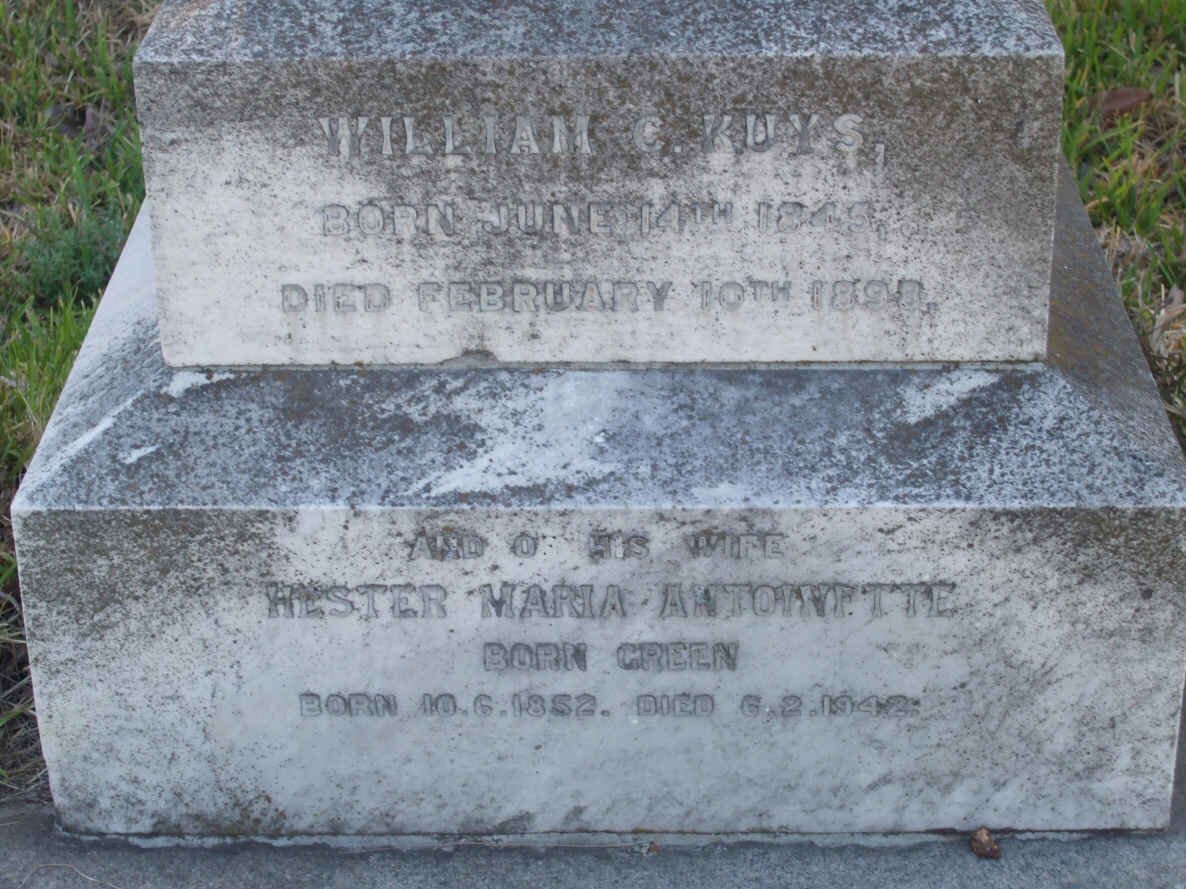 WILLIAM C. KUYS,
BORN JUNE 14TH 1845,
DIED FEBRUARY 10TH 1898.
AND OF HIS WIFE
HESTER MARIA ANTOINETTE
BORN GREEN
BORN 10.6.1852. DIED 6.2.1942.